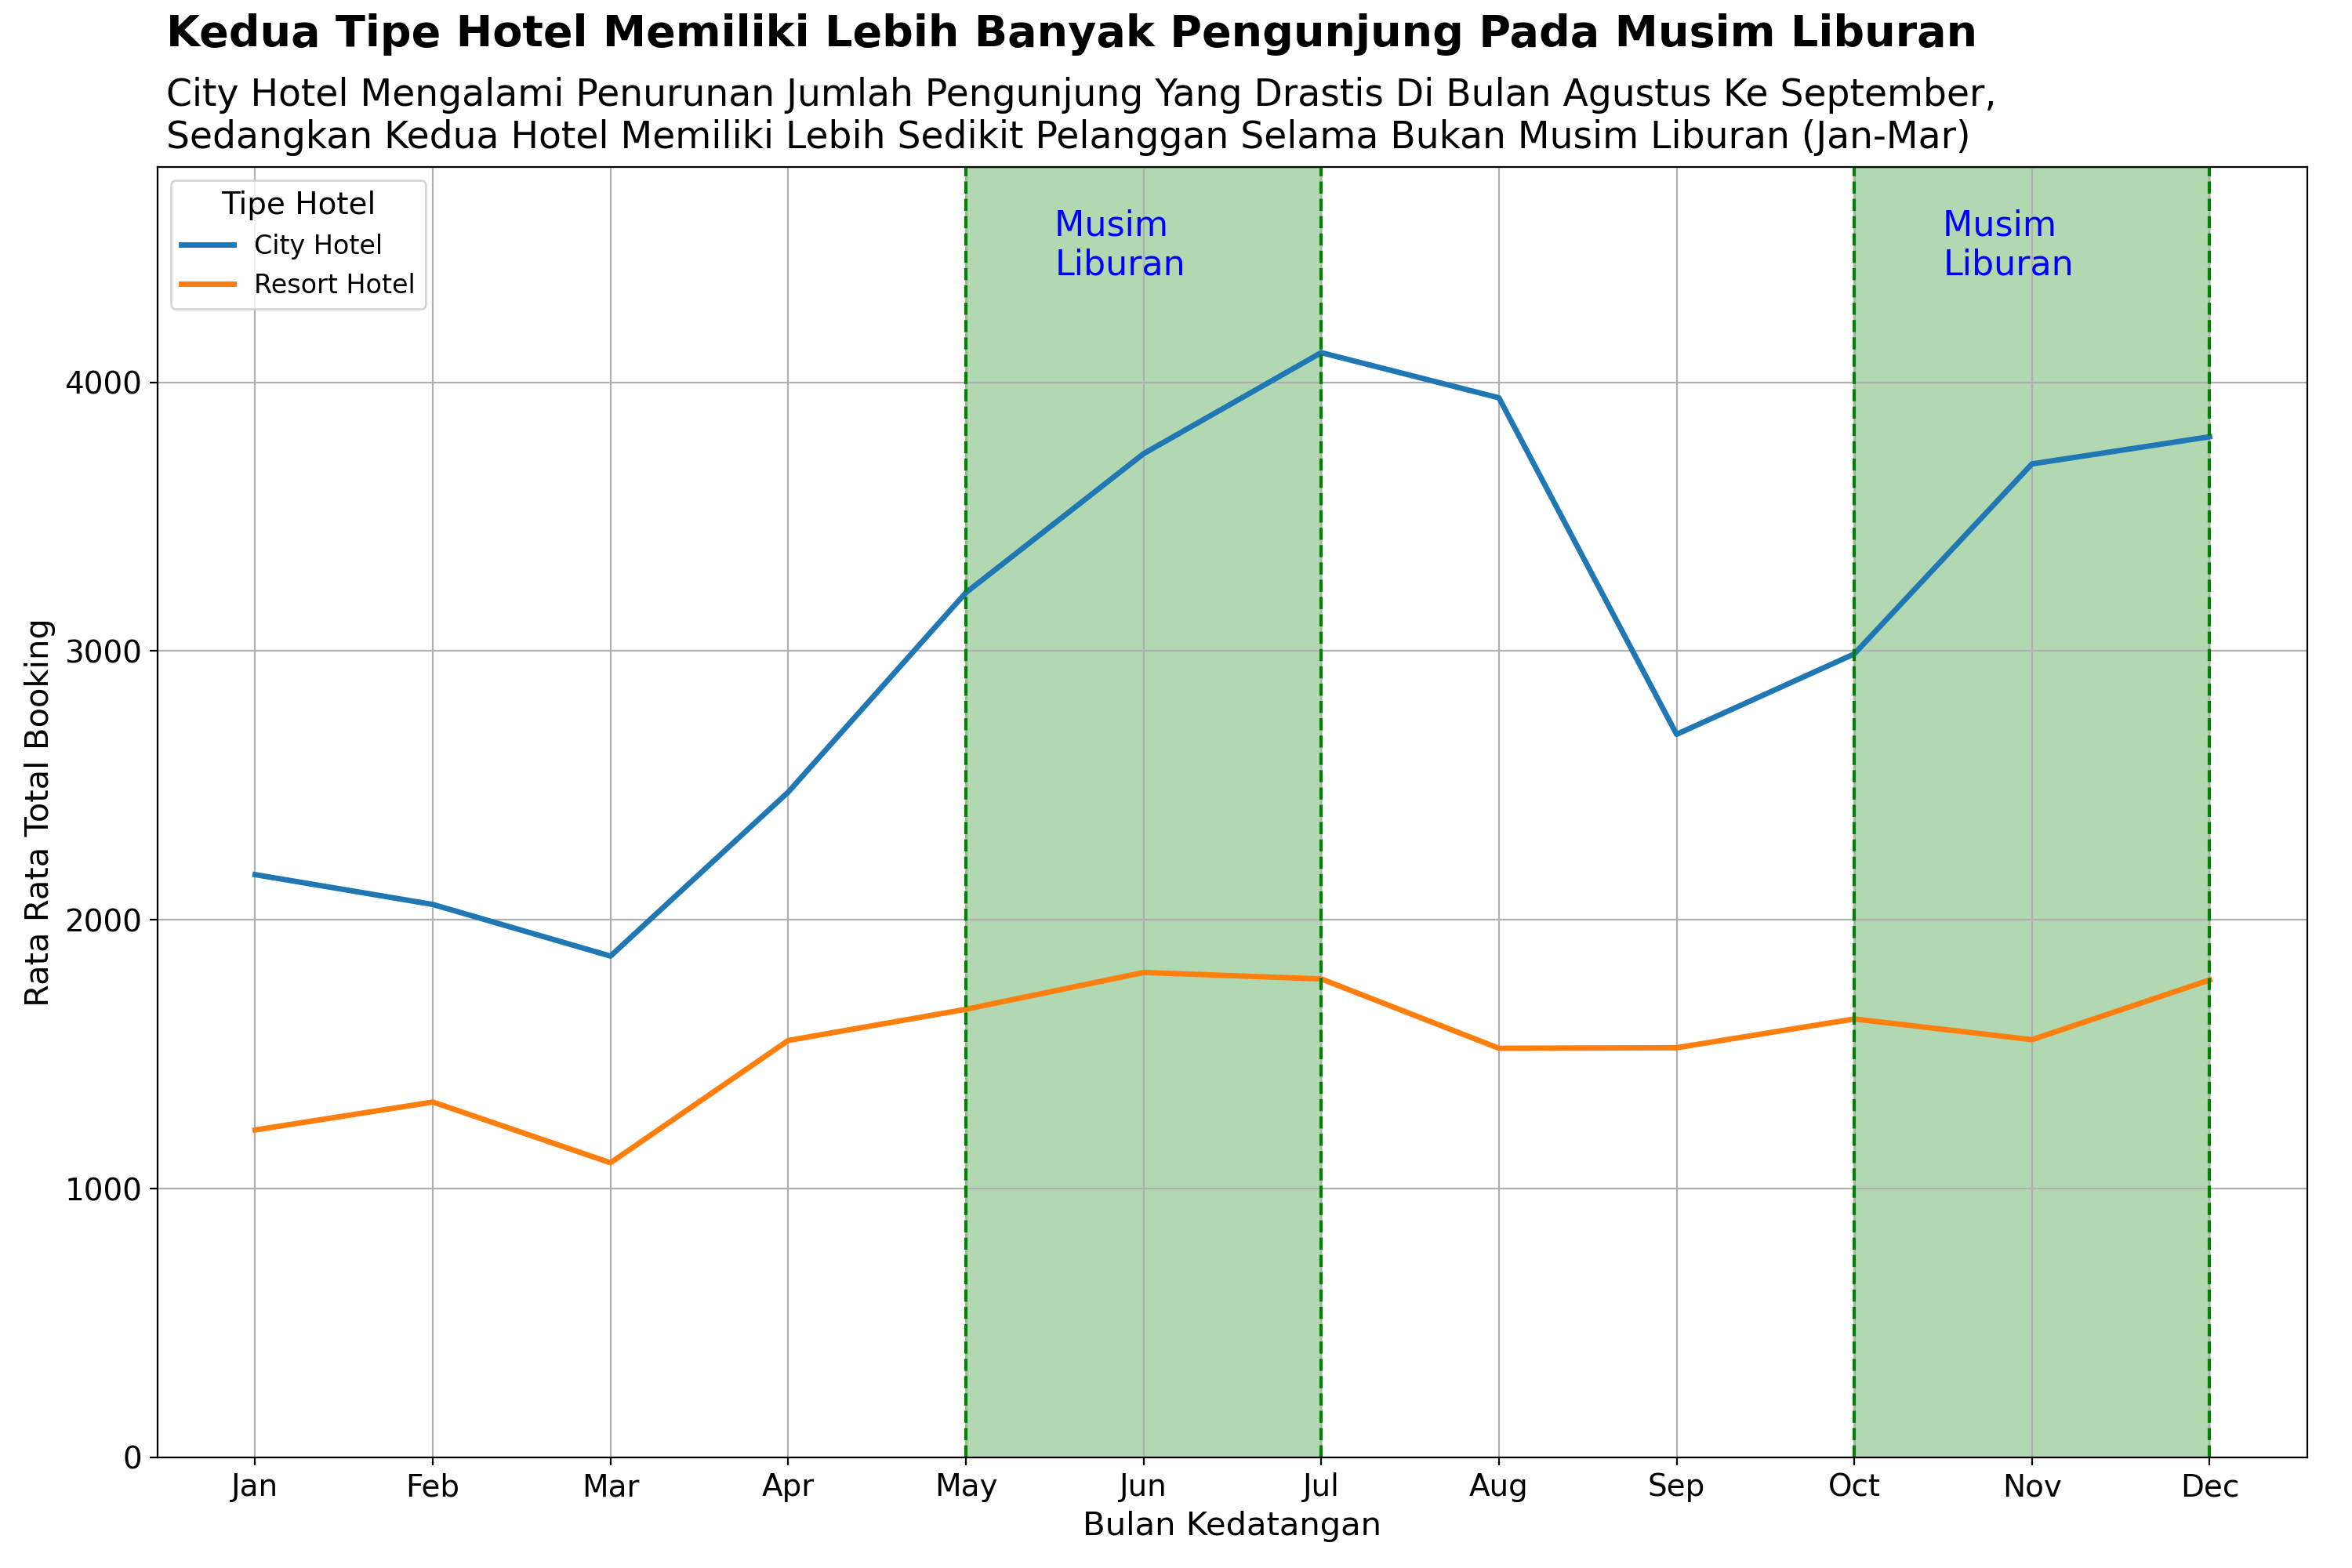 Kedua Tipe Hotel Memiliki Lebih Banyak Pengunjung Pada Musim Liburan
City Hotel Mengalami Penurunan Jumlah Pengunjung Yang Drastis Di Bulan Agustus Ke September,
Sedangkan Kedua Hotel Memiliki Lebih Sedikit Pelanggan Selama Bukan Musim Liburan (Jan-Mar)
Tipe Hotel
City Hotel
Resort Hotel
Musim
Liburan
Musim
Liburan
4000
3000
2000
1000
0
Rata Rata Total Booking
Jan Feb Mar Apr May Jun Jul Aug Sep Oct Nov Dec
Bulan Kedatangan